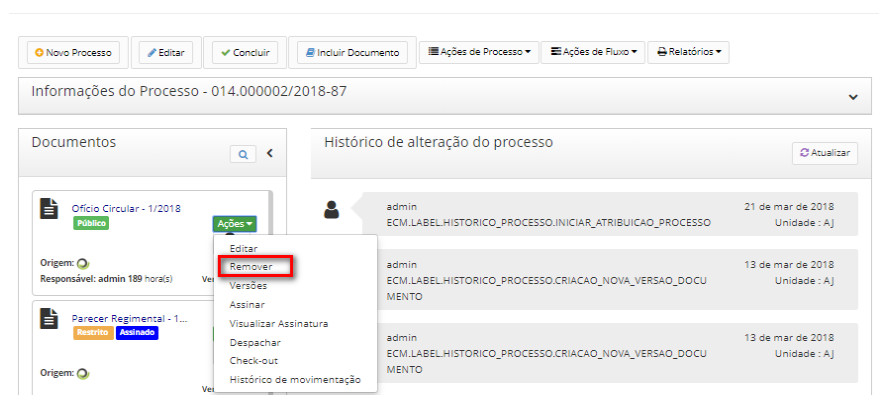 Novo Processo Editar Concluir Incluir Documento Ações de Processo Ações de Fluxo Relatórios
Informações do Processo - 014.000002/2018-87
Documentos
Ofício Circular - 1/2018
Público
Ações
Origem:
Responsável: admin 189 hora(s)
Editar
Remover
Versões
Assinar
Visualizar Assinatura
Despachar
Check-out
Histórico de movimentação
Parecer Regimental - 1...
Restrito Assinado
Origem:
Histórico de alteração do processo
Atualizar
admin
ECM.LABEL.HISTORICO_PROCESSO.INICIAR_ATRIBUICAO_PROCESSO
21 de mar de 2018
Unidade : AJ
admin
ECM.LABEL.HISTORICO_PROCESSO.CRIACAO_NOVA_VERSAO_DOCU
MENTO
13 de mar de 2018
Unidade : AJ
admin
ECM.LABEL.HISTORICO_PROCESSO.CRIACAO_NOVA_VERSAO_DOCU
MENTO
13 de mar de 2018
Unidade : AJ